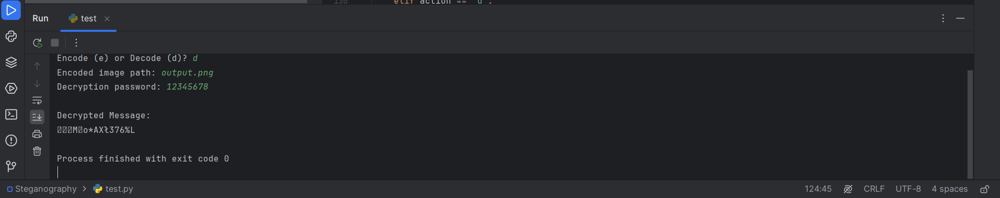 130 elif action == 'd':
Run test
Encode (e) or Decode (d)? d
Encoded image path: output.png
Decryption password: 12345678
Decrypted Message:
M o*AXł376%L
Process finished with exit code 0
Steganography > test.py 124:45 CRLF UTF-8 4 spaces